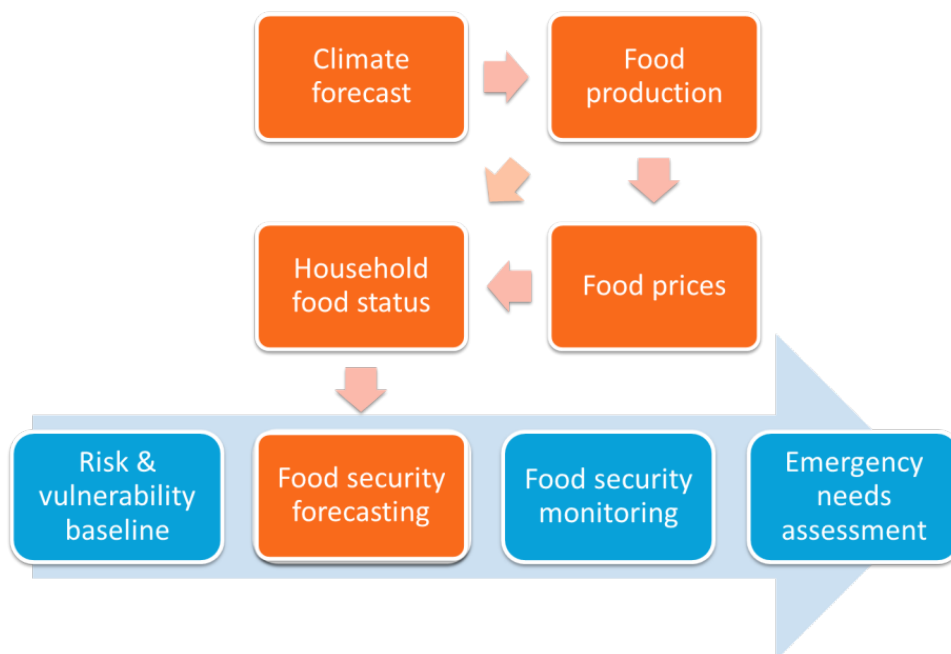 Climate
forecast
Food
production
Household
food status
Food prices
Risk &
vulnerability
baseline
Food security
forecasting
Food security
monitoring
Emergency
needs
assessment